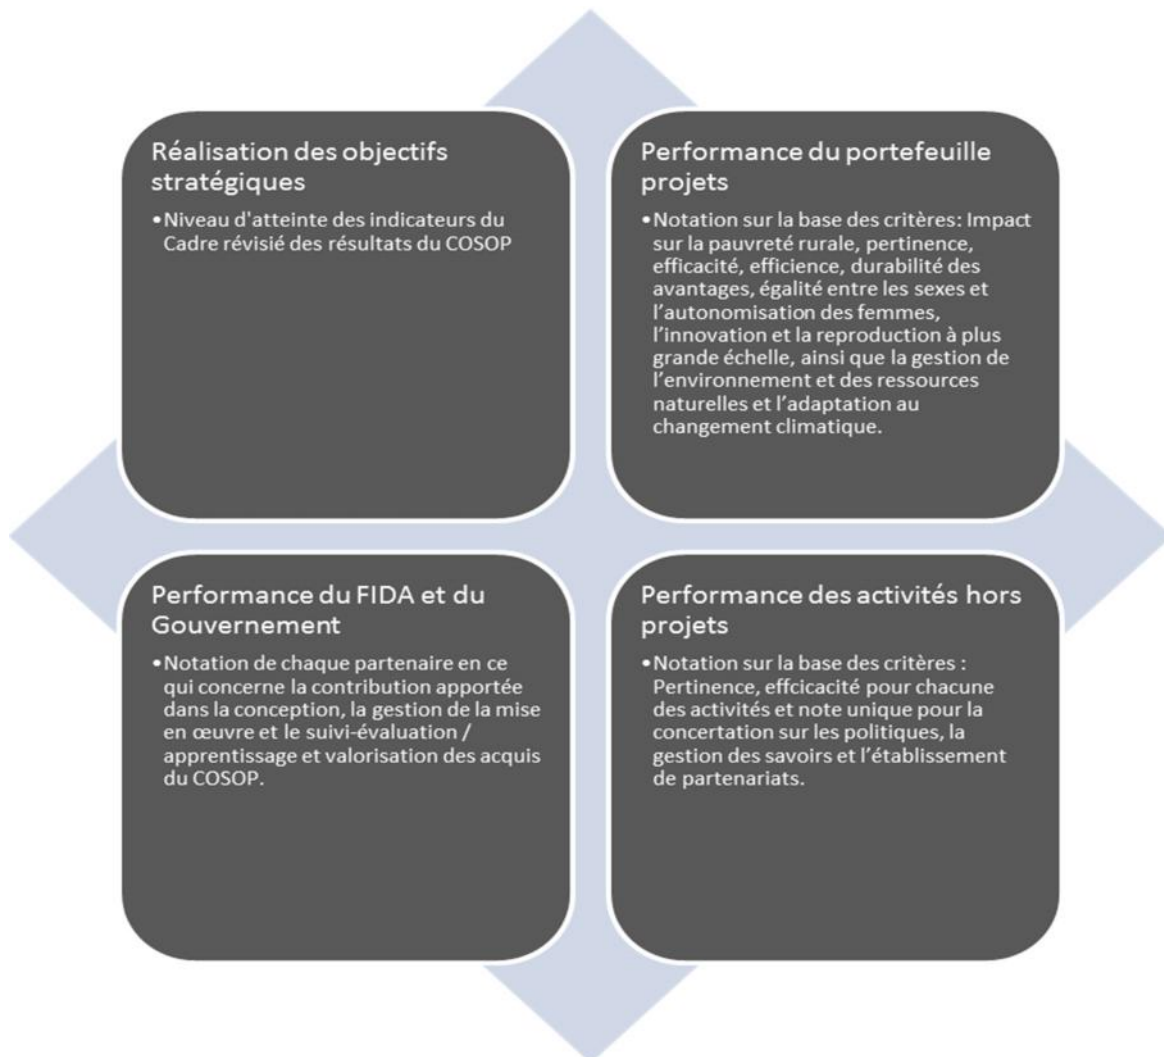 Réalisation des objectifs
stratégiques
•Niveau d'atteinte des indicateurs du
Cadre révisié des résultats du COSOP
Performance du portefeuille
projets
•Notation sur la base des critères: Impact
sur la pauvreté rurale, pertinence,
efficacité, efficience, durabilité des
avantages, égalité entre les sexes et
l’autonomisation des femmes,
l’innovation et la reproduction à plus
grande échelle, ainsi que la gestion de
l’environnement et des ressources
naturelles et l’adaptation au
changement climatique.
Performance du FIDA et du
Gouvernement
•Notation de chaque partenaire en ce
qui concerne la contribution apportée
dans la conception, la gestion de la mise
en œuvre et le suivi-évaluation /
apprentissage et valorisation des acquis
du COSOP.
Performance des activités hors
projets
•Notation sur la base des critères :
Pertinence, effcicacité pour chacune
des activités et note unique pour la
concertation sur les politiques, la
gestion des savoirs et l’établissement
de partenariats.